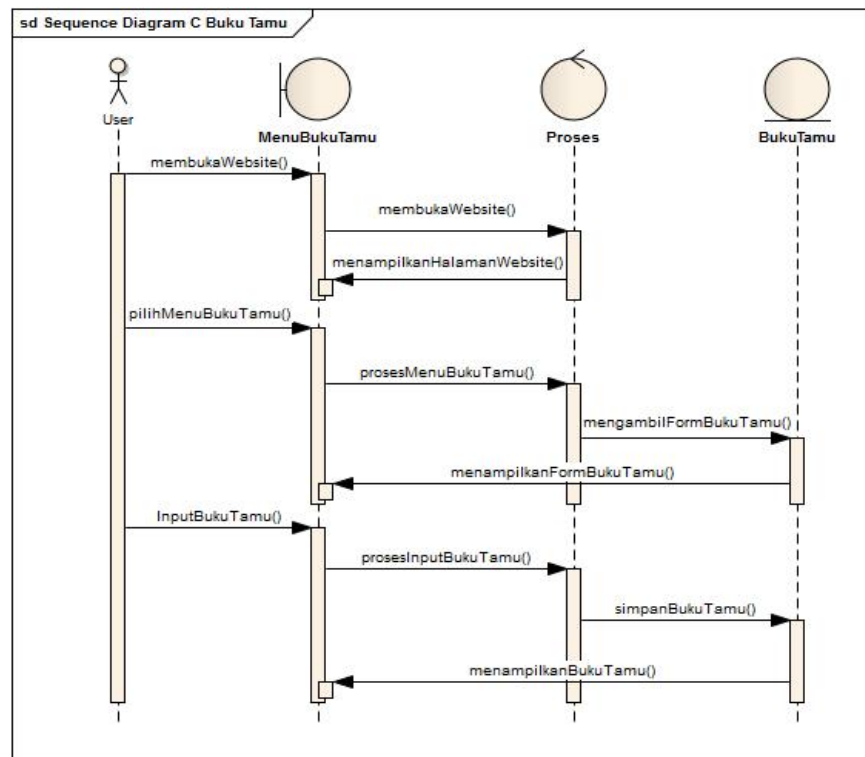 sd Sequence Diagram C Buku Tamu
User
MenuBukuTamu
Proses
BukuTamu
membukaWebsite()
membukaWebsite()
menampilkanHalamanWebsite()
pilihMenuBukuTamu()
prosesMenuBukuTamu()
mengambilFormBukuTamu()
menampilkanFormBukuTamu()
InputBukuTamu()
prosesInputBukuTamu()
simpanBukuTamu()
menampilkanBukuTamu()